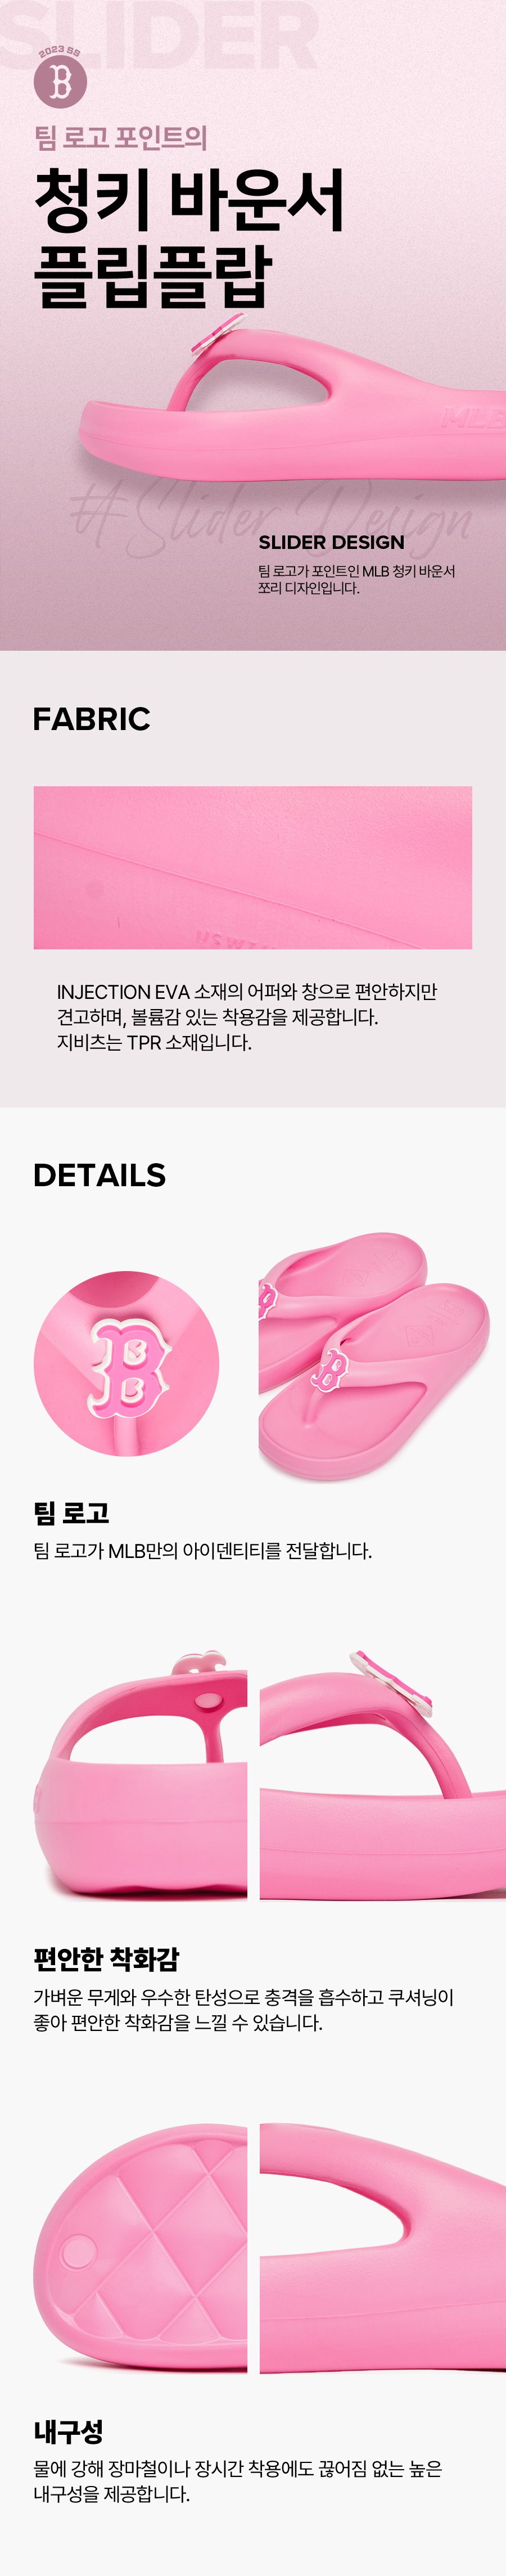 SLIDER
2023 SS
B
팀 로고 포인트의
청키 바운서
플립플랍
MLB
#Slider Design
SLIDER DESIGN
팀 로고가 포인트인 MLB 청키 바운서
쪼리 디자인입니다.
FABRIC
INJECTION EVA 소재의 어퍼와 창으로 편안하지만
견고하며, 볼륨감 있는 착용감을 제공합니다.
지비츠는 TPR 소재입니다.
DETAILS
B
B
팀 로고
팀 로고가 MLB만의 아이덴티티를 전달합니다.
편안한 착화감
가벼운 무게와 우수한 탄성으로 충격을 흡수하고 쿠셔닝이
좋아 편안한 착화감을 느낄 수 있습니다.
내구성
물에 강해 장마철이나 장시간 착용에도 끊어짐 없는 높은
내구성을 제공합니다.